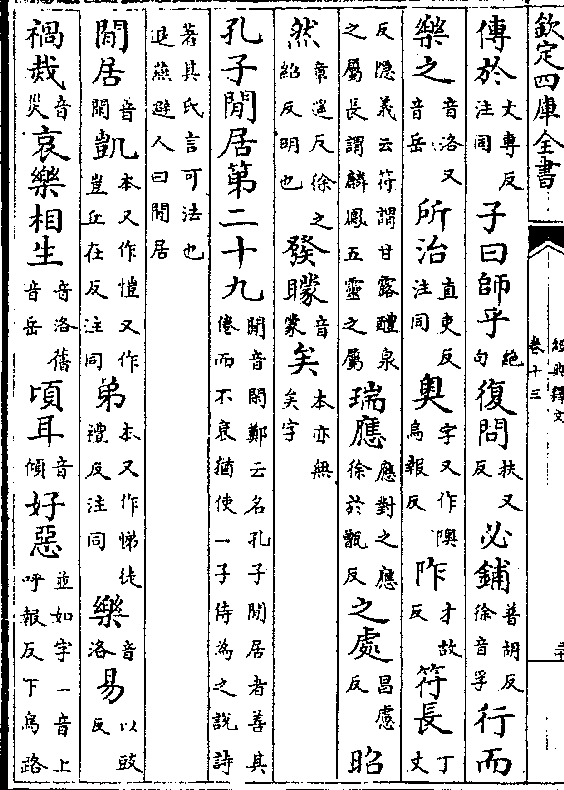 欽定四庫全書
經典釋文
卷十三
傳於丈專反注同子曰師乎絶句復問扶又反必鋪普胡反徐音孚行而
樂之音洛又音岳所治直吏反注同奥字又作隩烏報反阼才故反符長丁丈
反隱義云符謂甘露醴泉之屬長謂麟鳳五靈之屬瑞應應對之應徐於甑反之處昌慮反昭
然章遥反徐之紹反明也發矇音蒙矣本亦無矣字
孔子閒居第二十九閒音閑鄭云名孔子閒居者善其倦而不衰猶使一子侍為之說詩
著其氏言可法也退燕避人曰閒居
閒居音閑凱本又作愷又作豈丘在反注同弟本又作悌徒禮反注同樂音洛易以豉反
禍烖音災哀樂相生音洛舊音岳頃耳音傾好惡並如字一音上呼報反下烏路